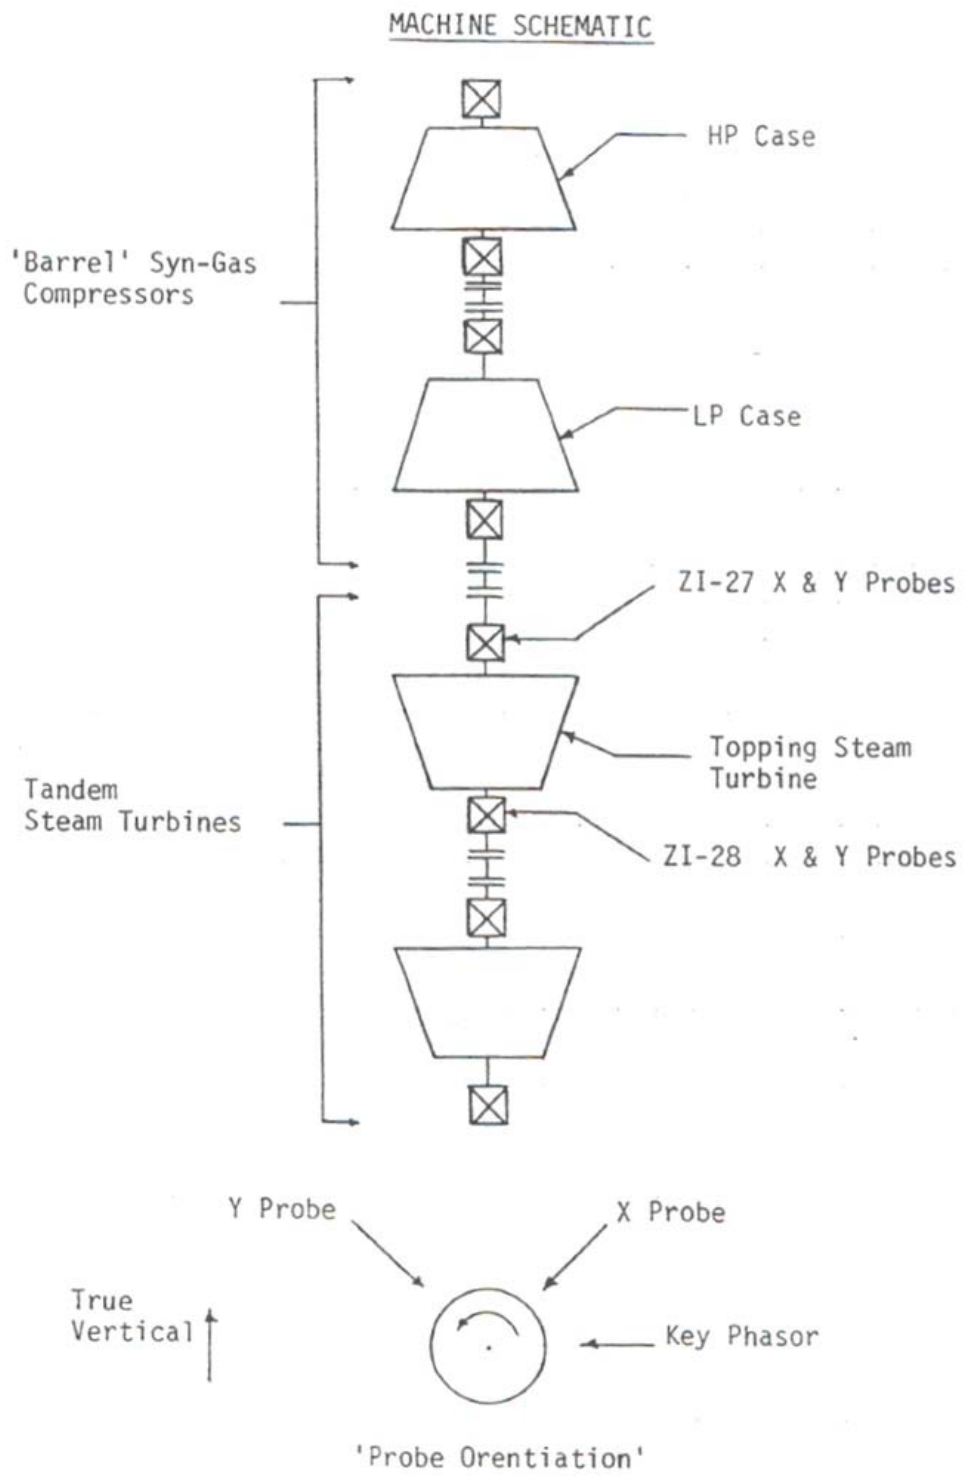 MACHINE SCHEMATIC
HP Case
'Barrel' Syn-Gas
Compressors
LP Case
ZI-27 X & Y Probes
Topping Steam
Turbine
Tandem
Steam Turbines
ZI-28 X & Y Probes
Y Probe
X Probe
True
Vertical
Key Phasor
'Probe Orentiation'